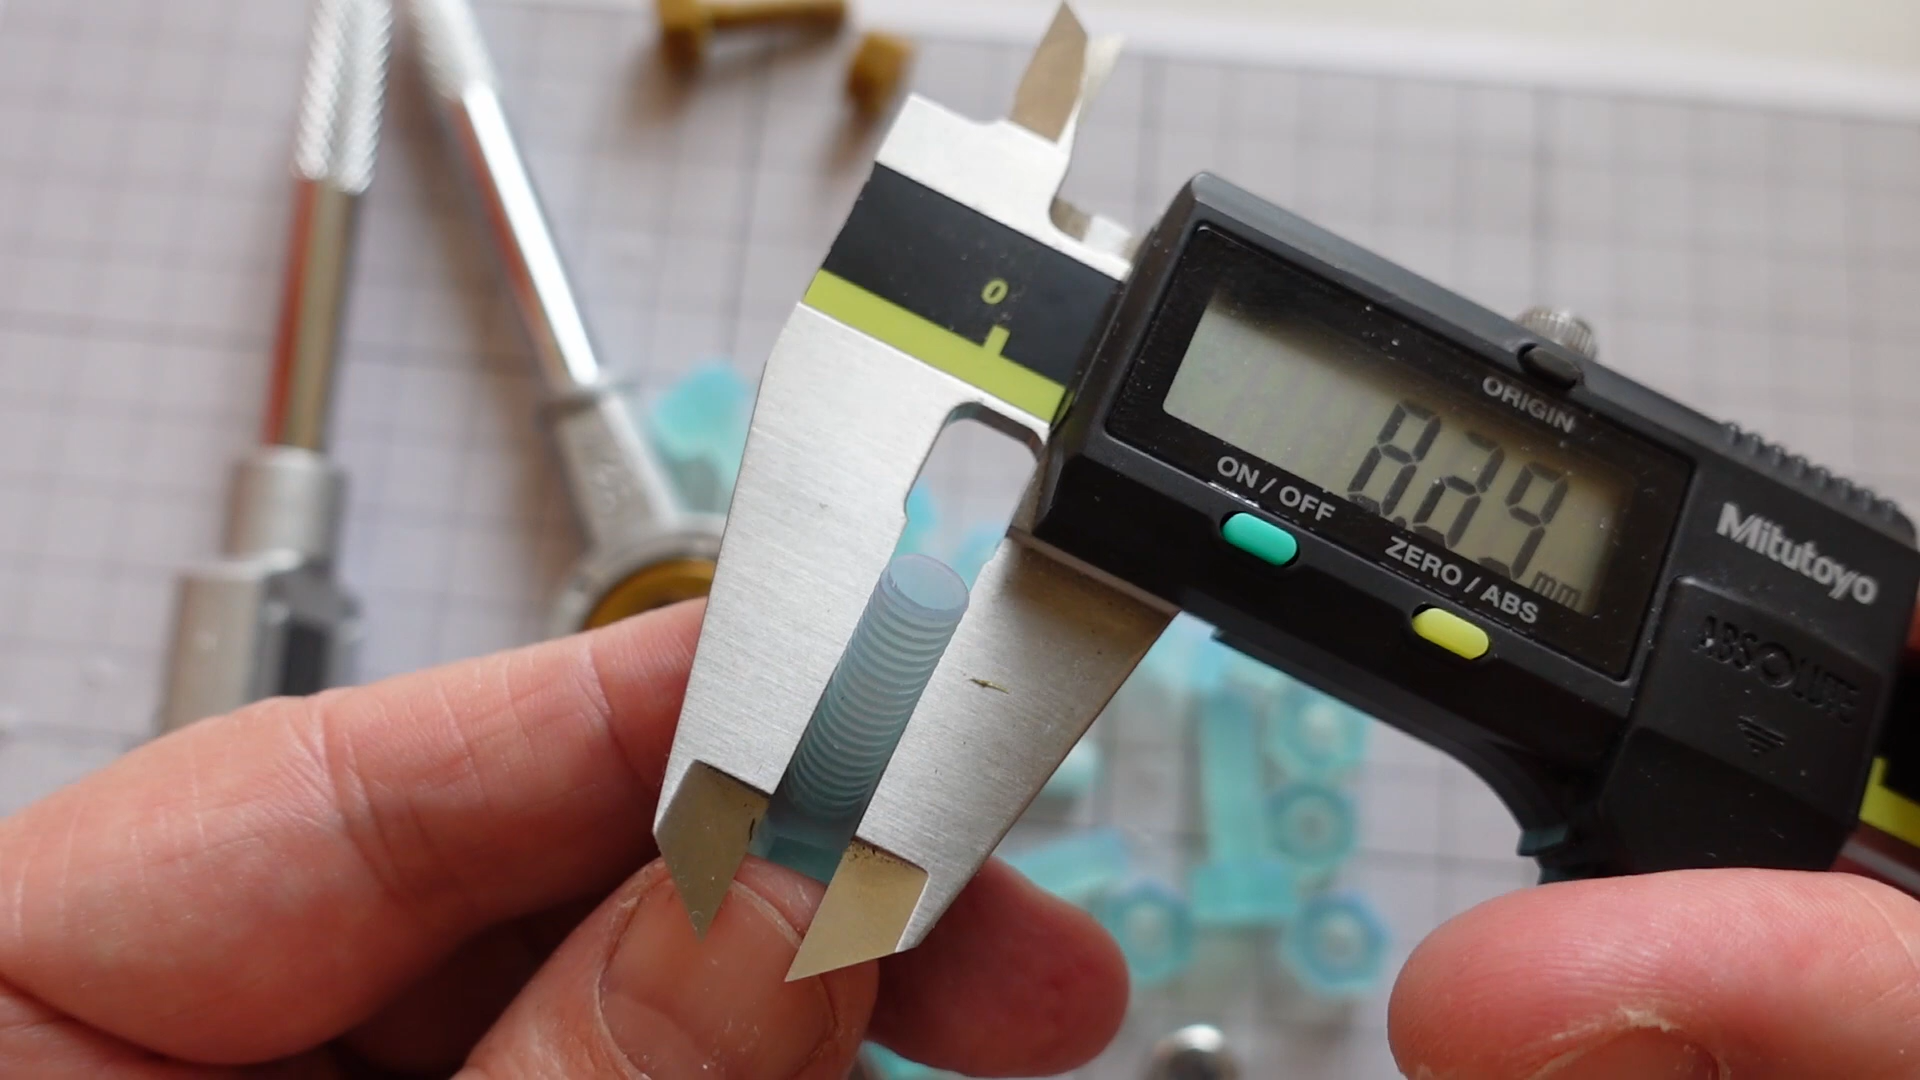 0
ORIGIN
8.29 mm
ON / OFF
ZERO / ABS
Mitutoyo
ABSOLUTE